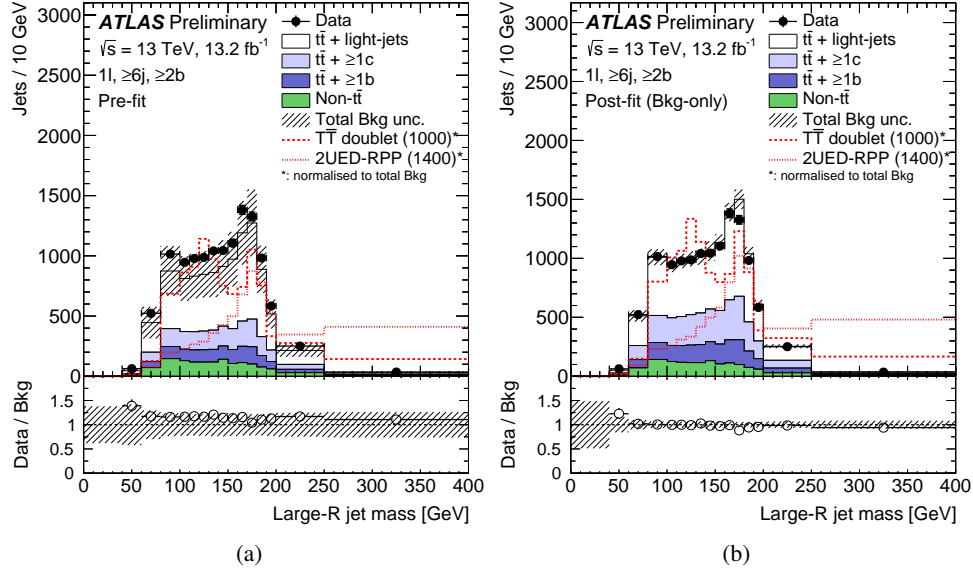 ATLAS Preliminary
√s = 13 TeV, 13.2 fb⁻¹
1l, ≥6j, ≥2b
Pre-fit
Data
tt̄ + light-jets
tt̄ + ≥1c
tt̄ + ≥1b
Non-tt̄
Total Bkg unc.
TT̄ doublet (1000)*
2UED-RPP (1400)*
*: normalised to total Bkg
Jets / 10 GeV
3000
2500
2000
1500
1000
500
0
Data / Bkg
1.5
1
0.5
0
0 50 100 150 200 250 300 350 400
Large-R jet mass [GeV]
(a)
ATLAS Preliminary
√s = 13 TeV, 13.2 fb⁻¹
1l, ≥6j, ≥2b
Post-fit (Bkg-only)
Data
tt̄ + light-jets
tt̄ + ≥1c
tt̄ + ≥1b
Non-tt̄
Total Bkg unc.
TT̄ doublet (1000)*
2UED-RPP (1400)*
*: normalised to total Bkg
Jets / 10 GeV
3000
2500
2000
1500
1000
500
0
Data / Bkg
1.5
1
0.5
0
0 50 100 150 200 250 300 350 400
Large-R jet mass [GeV]
(b)